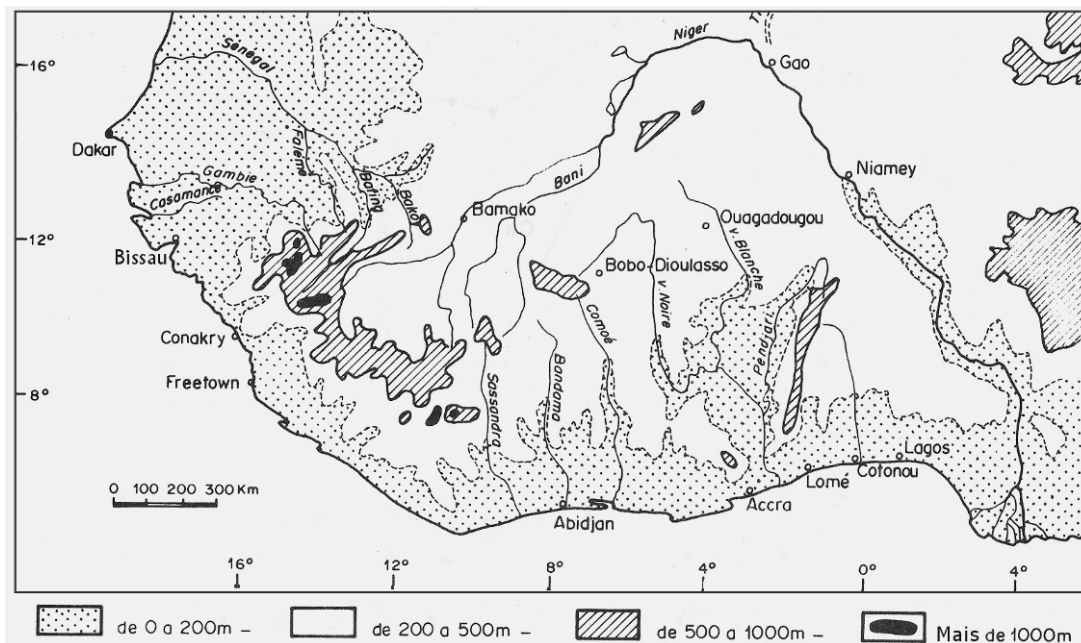 Niger
T
Senegal
16°
Gao
Dakar
Falémé
Bafing
Bakoy
Gambie
Casamance
Bani
Niamey
Bamako
Ouagadougou
12°
Bissau
v. Blanche
Bobo-Dioulasso
v. Noire
Comoé
Pendjari
Conakry
Freetown
8°
Sassandra
Bandama
Lagos
Cotonou
Lomé
Accra
0 100 200 300 Km
Abidjan
16° 12° 8° 4° 0° 4°
de 0 a 200m — de 200 a 500m — de 500 a 1000m — Mais de 1000m